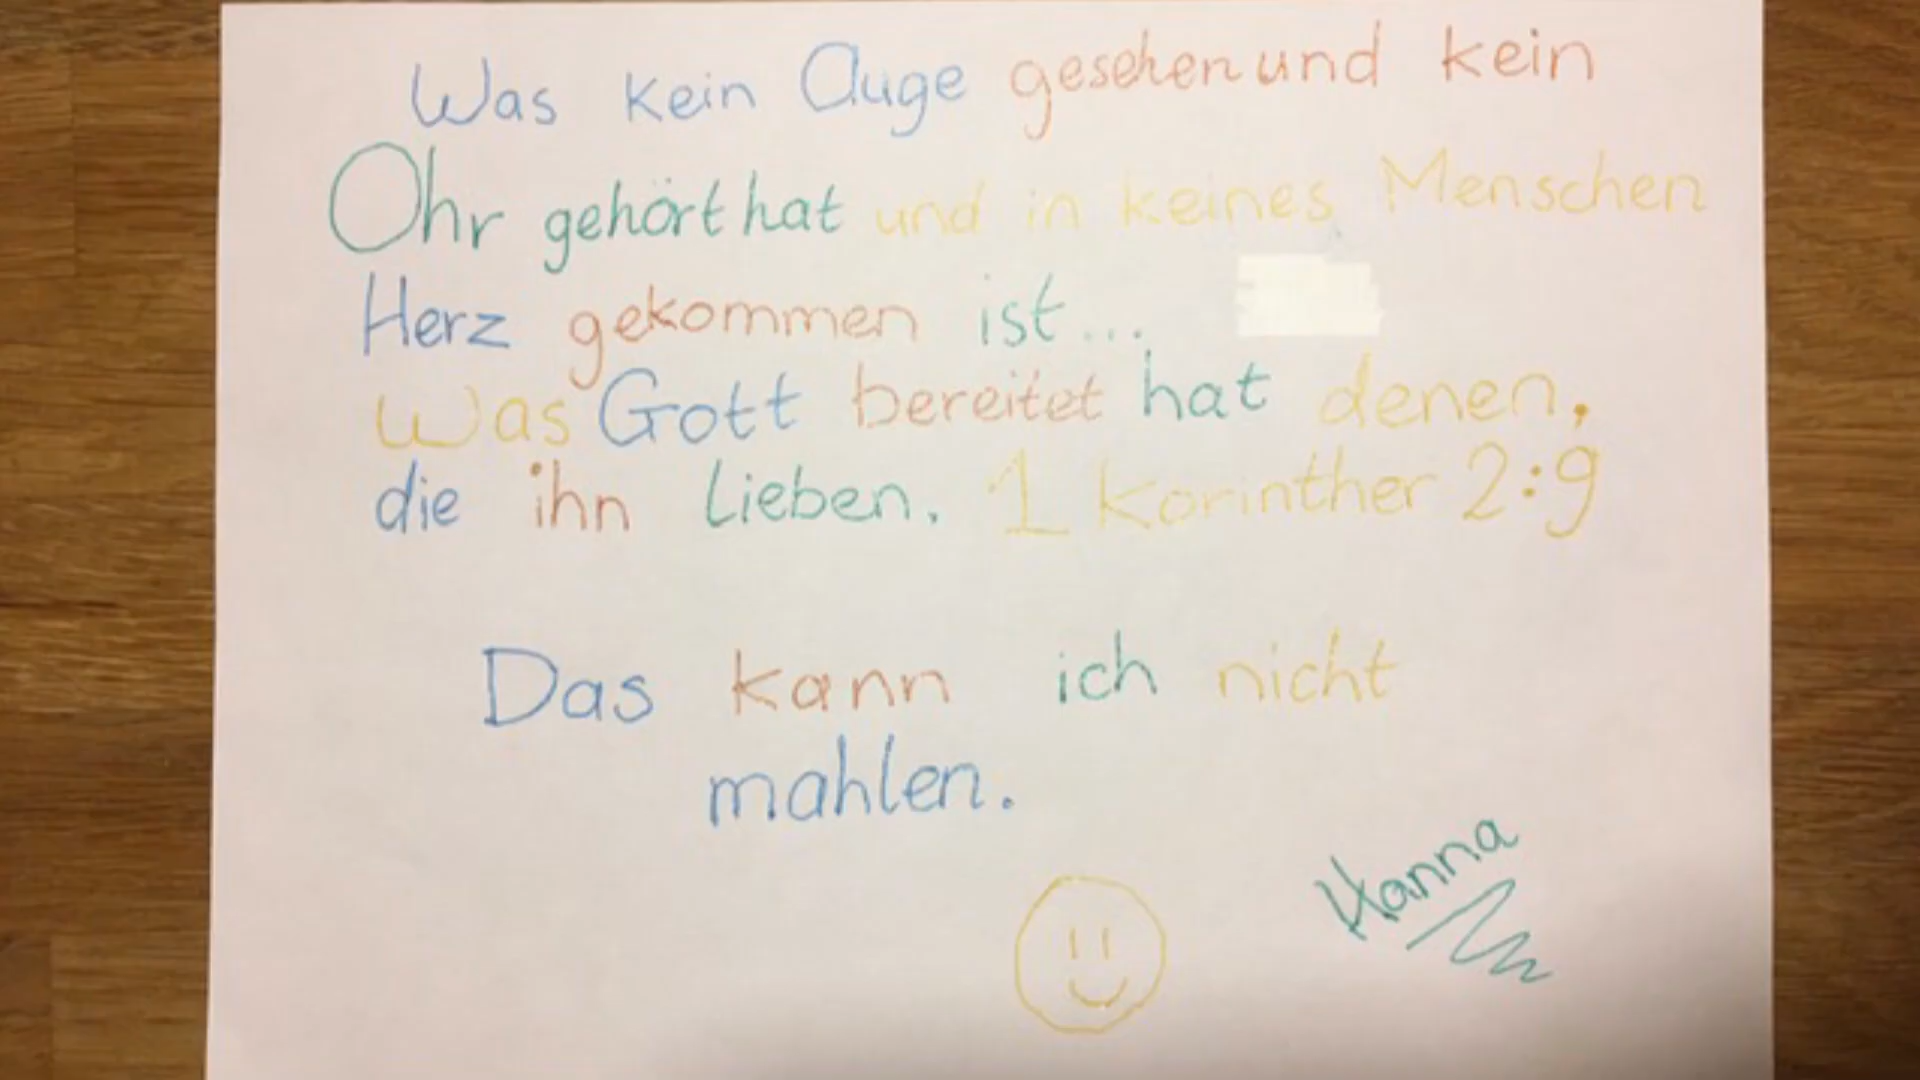 Was kein Auge gesehen und kein
Ohr gehört hat und in keines Menschen
Herz gekommen ist...
was Gott bereitet hat denen,
die ihn lieben. 1 Korinther 2:9
Das kann ich nicht
mahlen.
Hanna